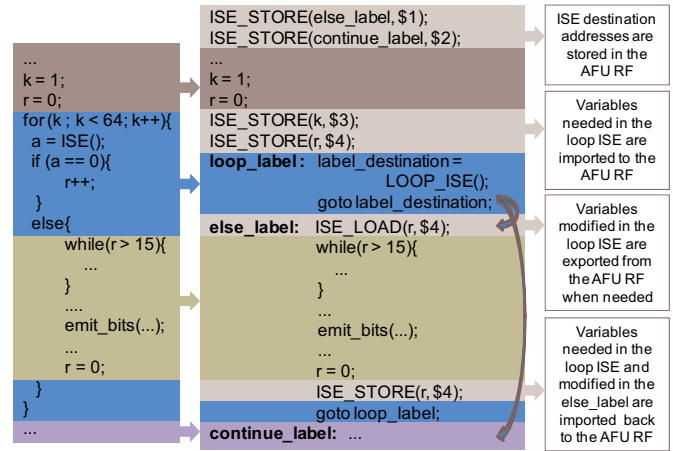 ...
k = 1;
r = 0;
for (k ; k < 64; k++){
a = ISE();
if (a == 0){
r++;
}
else{
while(r > 15){
...
}
....
emit_bits(...);
...
r = 0;
}
}
...
ISE_STORE(else_label, $1);
ISE_STORE(continue_label, $2);
...
k = 1;
r = 0;
ISE_STORE(k, $3);
ISE_STORE(r, $4);
loop_label: label_destination =
LOOP_ISE();
goto label_destination;
else_label: ISE_LOAD(r, $4);
while(r > 15){
...
}
...
emit_bits(...);
...
r = 0;
ISE_STORE(r, $4);
goto loop_label;
continue_label: ...
ISE destination
addresses are
stored in the
AFU RF
Variables
needed in the
loop ISE are
imported to the
AFU RF
Variables
modified in the
loop ISE are
exported from
the AFU RF
when needed
Variables
needed in the
loop ISE and
modified in the
else_label are
imported back
to the AFU RF